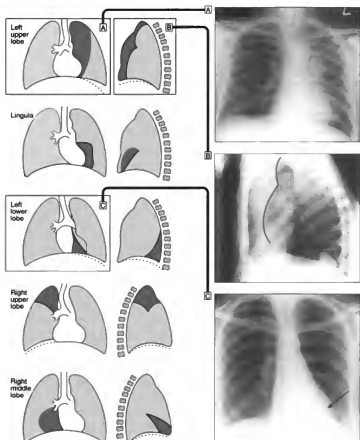 Left
upper
lobe
A
B
A
Lingula
B
Left
lower
lobe
C
C
Right
upper
lobe
Right
middle
lobe
L